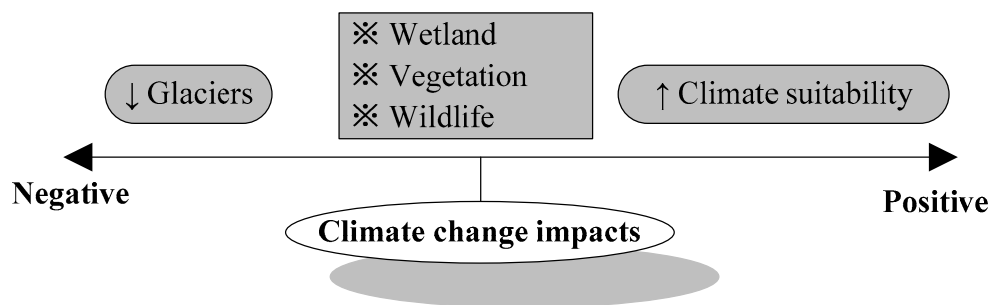 ※ Wetland
※ Vegetation
※ Wildlife
↓ Glaciers
↑ Climate suitability
Negative
Positive
Climate change impacts